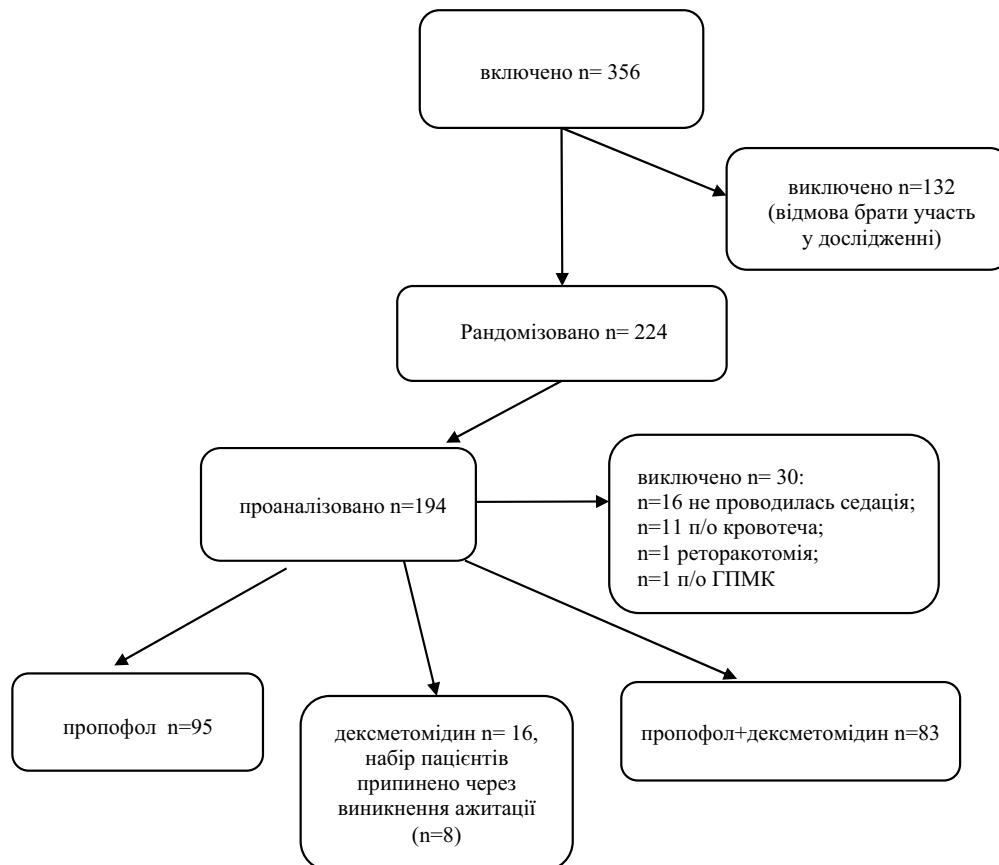 включено n= 356
виключено n=132
(відмова брати участь
у дослідженні)
Рандомізовано n= 224
проаналізовано n=194
виключено n= 30:
n=16 не проводилась седація;
n=11 п/о кровотеча;
n=1 реторакотомія;
n=1 п/о ГПМК
пропофол n=95
дексметомідин n= 16,
набір пацієнтів
припинено через
виникнення ажитації
(n=8)
пропофол+дексметомідин n=83